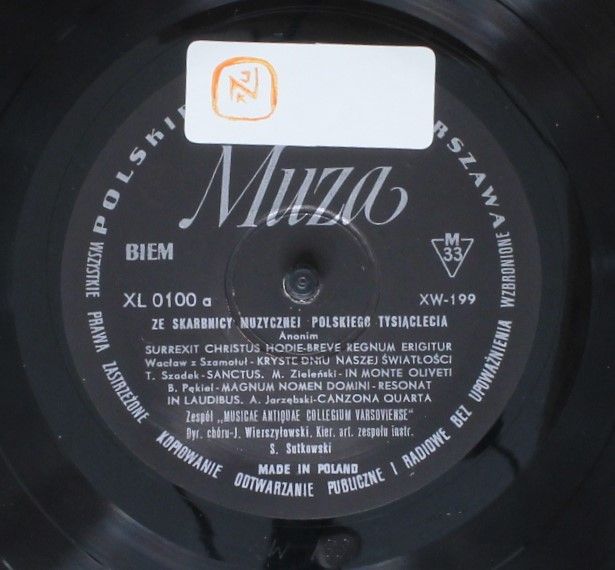 POLSKIE
RSZAWA
Muza
BIEM
M
33
XL 0100 a
XW-199
ZE SKARBNICY MUZYCZNEJ POLSKIEGO TYSIĄCLECIA
Anonim
SURREXIT CHRISTUS HODIE-BREVE REGNUM ERIGITUR
Wacław z Szamotuł-KRYSTE DNIU NASZEJ ŚWIATŁOŚCI
T. Szadek-SANCTUS. M. Zieleński-IN MONTE OLIVETI
B. Pękiel-MAGNUM NOMEN DOMINI-RESONAT
IN LAUDIBUS. A. Jarzębski-CANZONA QUARTA
Zespół „MUSICAE ANTIQUAE COLLEGIUM VARSOVIENSE"
Dyr. chóru-J. Wierszyłowski, Kier. art. zespołu instr.
S. Sutkowski
MADE IN POLAND
WSZYSTKIE PRAWA ZASTRZEŻONE KOPIOWANIE ODTWARZANIE PUBLICZNE I RADIOWE BEZ UPOWAŻNIENIA WZBRONIONE